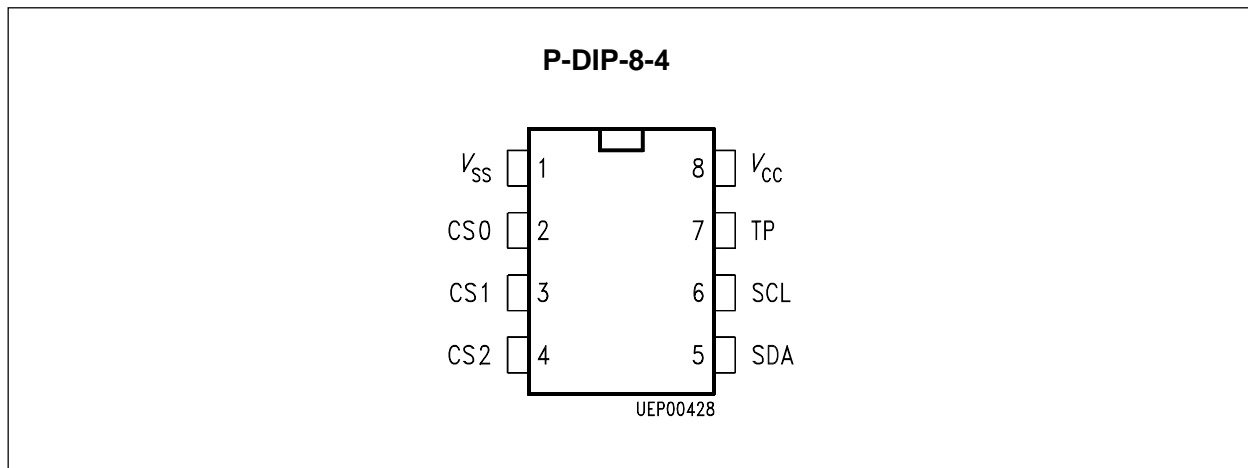 P-DIP-8-4
VSS 1 8 VCC
CS0 2 7 TP
CS1 3 6 SCL
CS2 4 5 SDA
UEP00428